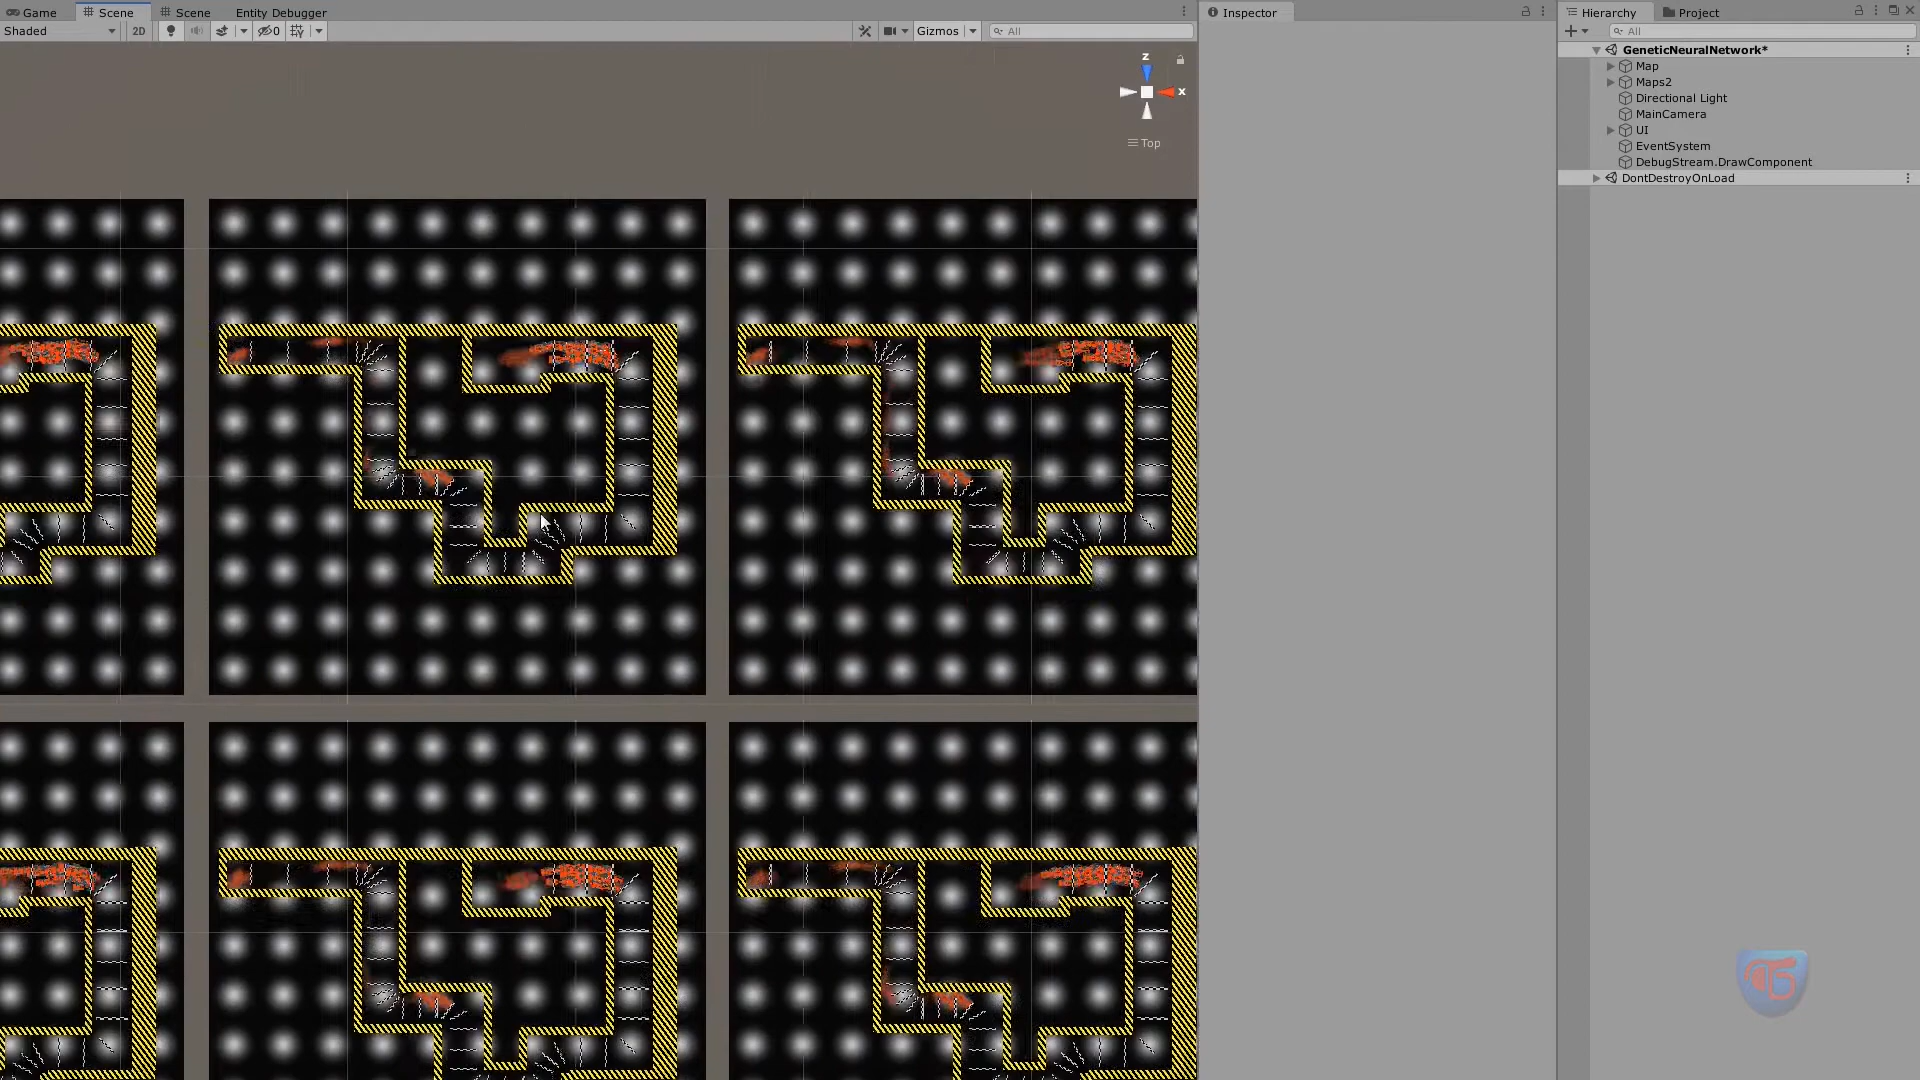 Game
Scene
Scene
Entity Debugger
Inspector
Hierarchy
Project
Shaded
2D
0
Gizmos
All
All
GeneticNeuralNetwork*
Map
Maps2
Directional Light
MainCamera
UI
EventSystem
DebugStream.DrawComponent
DontDestroyOnLoad
z
x
Top